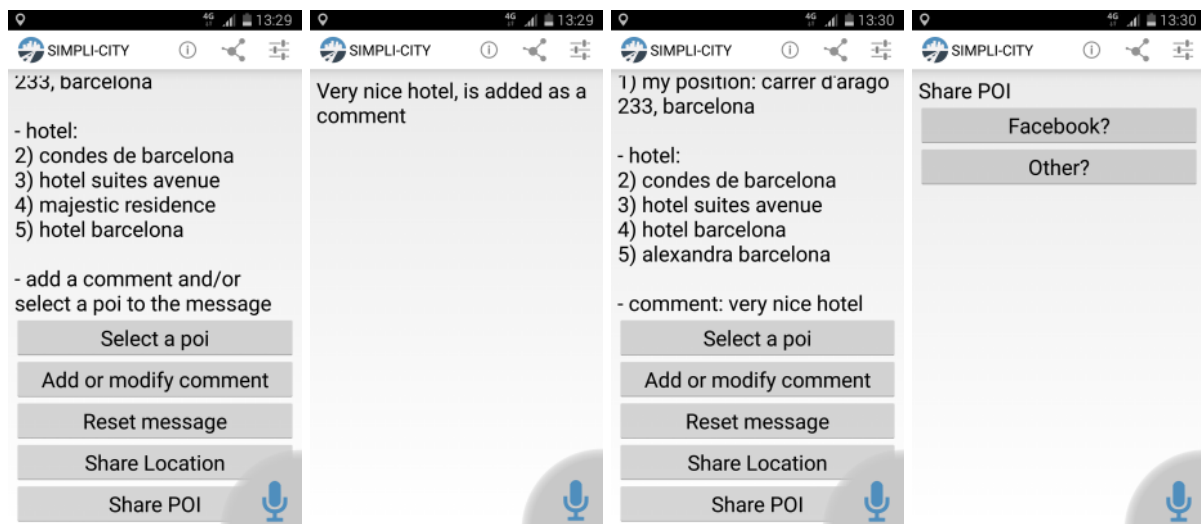 4G 13:29
SIMPLI-CITY
233, barcelona
- hotel:
2) condes de barcelona
3) hotel suites avenue
4) majestic residence
5) hotel barcelona
- add a comment and/or
select a poi to the message
Select a poi
Add or modify comment
Reset message
Share Location
Share POI
4G 13:29
SIMPLI-CITY
Very nice hotel, is added as a
comment
4G 13:30
SIMPLI-CITY
1) my position: carrer d'arago
233, barcelona
- hotel:
2) condes de barcelona
3) hotel suites avenue
4) hotel barcelona
5) alexandra barcelona
- comment: very nice hotel
Select a poi
Add or modify comment
Reset message
Share Location
Share POI
4G 13:30
SIMPLI-CITY
Share POI
Facebook?
Other?